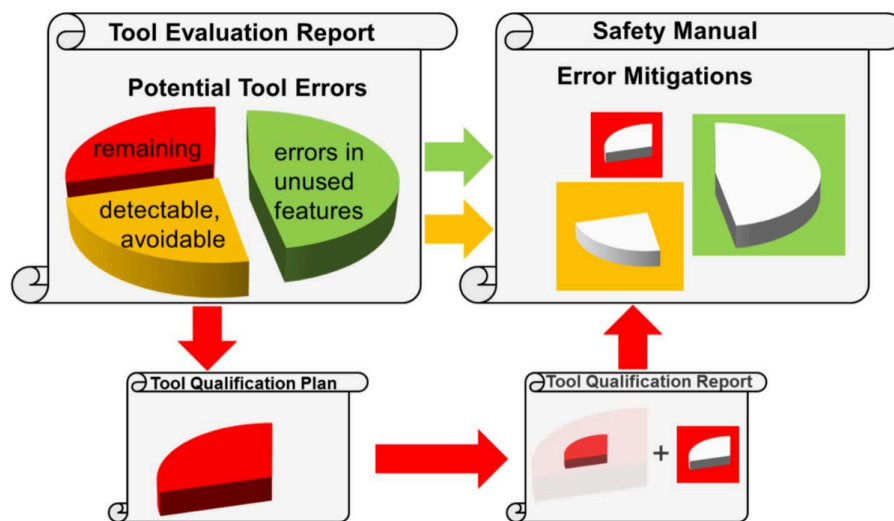 Tool Evaluation Report
Potential Tool Errors
remaining
errors in
unused
features
detectable,
avoidable
Safety Manual
Error Mitigations
Tool Qualification Plan
Tool Qualification Report
+